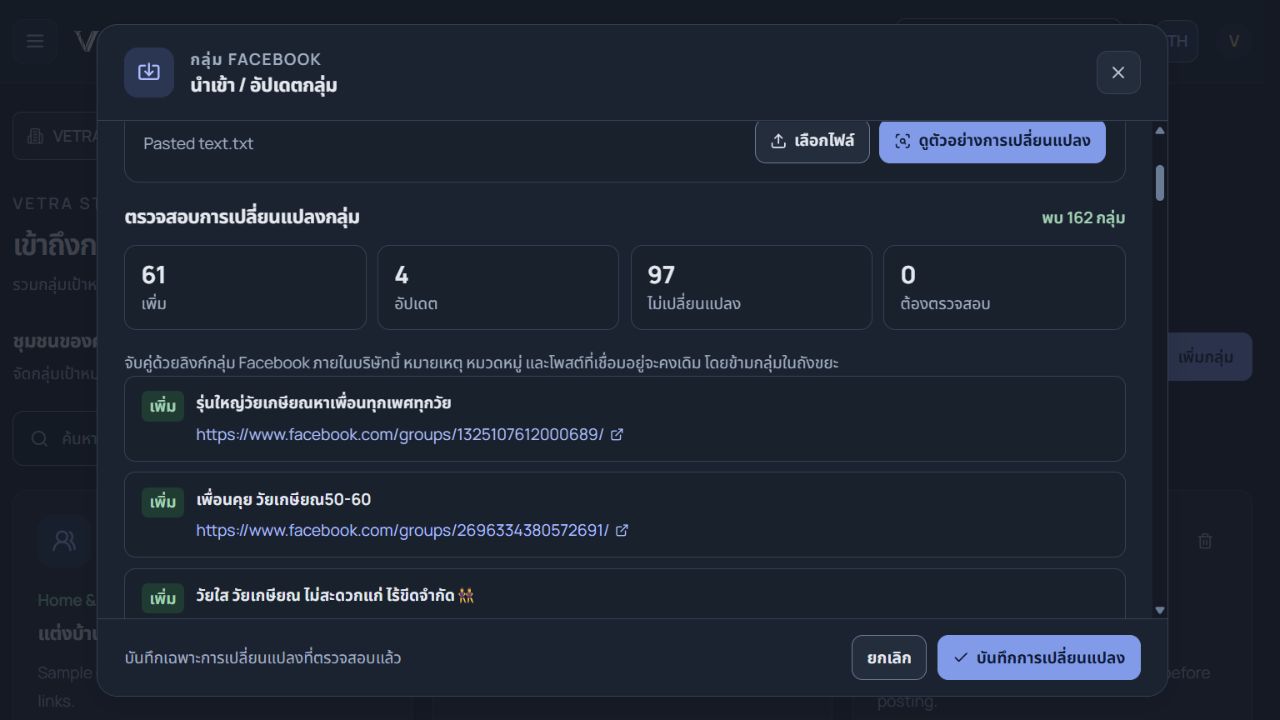 กลุ่ม FACEBOOK
นำเข้า / อัปเดตกลุ่ม
TH
V
VETRA
Pasted text.txt
เลือกไฟล์
ดูตัวอย่างการเปลี่ยนแปลง
ตรวจสอบการเปลี่ยนแปลงกลุ่ม
พบ 162 กลุ่ม
61
เพิ่ม
4
อัปเดต
97
ไม่เปลี่ยนแปลง
0
ต้องตรวจสอบ
จับคู่ด้วยลิงก์กลุ่ม Facebook ภายในบริษัทนี้ หมายเหตุ หมวดหมู่ และโพสต์ที่เชื่อมอยู่จะคงเดิม โดยข้ามกลุ่มในถังขยะ
เพิ่มกลุ่ม
เพิ่ม
รุ่นใหญ่วัยเกษียณหาเพื่อนทุกเพศทุกวัย
https://www.facebook.com/groups/1325107612000689/
เพิ่ม
เพื่อนคุย วัยเกษียณ50-60
https://www.facebook.com/groups/2696334380572691/
เพิ่ม
วัยใส วัยเกษียณ ไม่สะดวกแก่ ไร้ขีดจำกัด👯
Home &
Sample
links.
before
posting.
บันทึกเฉพาะการเปลี่ยนแปลงที่ตรวจสอบแล้ว
ยกเลิก
บันทึกการเปลี่ยนแปลง